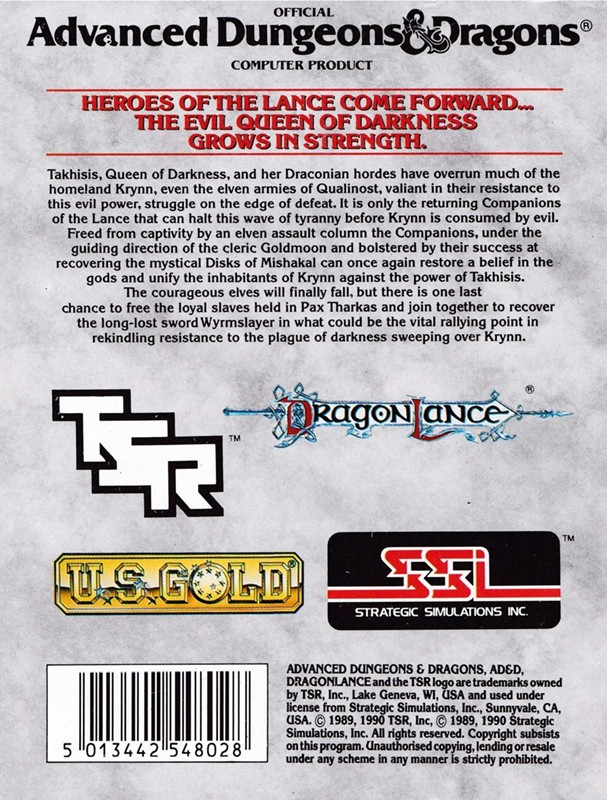 OFFICIAL
Advanced Dungeons & Dragons®
COMPUTER PRODUCT
HEROES OF THE LANCE COME FORWARD...
THE EVIL QUEEN OF DARKNESS
GROWS IN STRENGTH.
Takhisis, Queen of Darkness, and her Draconian hordes have overrun much of the
homeland Krynn, even the elven armies of Qualinost, valiant in their resistance to
this evil power, struggle on the edge of defeat. It is only the returning Companions
of the Lance that can halt this wave of tyranny before Krynn is consumed by evil.
Freed from captivity by an elven assault column the Companions, under the
guiding direction of the cleric Goldmoon and bolstered by their success at
recovering the mystical Disks of Mishakal can once again restore a belief in the
gods and unify the inhabitants of Krynn against the power of Takhisis.
The courageous elves will finally fall, but there is one last
chance to free the loyal slaves held in Pax Tharkas and join together to recover
the long-lost sword Wyrmslayer in what could be the vital rallying point in
rekindling resistance to the plague of darkness sweeping over Krynn.
TSR™
DRAGONLANCE®
U.S. GOLD®
SSI™
STRATEGIC SIMULATIONS INC.
5 013442 548028
ADVANCED DUNGEONS & DRAGONS, AD&D,
DRAGONLANCE and the TSR logo are trademarks owned
by TSR, Inc., Lake Geneva, WI, USA and used under
license from Strategic Simulations, Inc., Sunnyvale, CA,
USA. © 1989, 1990 TSR, Inc, © 1989, 1990 Strategic
Simulations, Inc. All rights reserved. Copyright subsists
on this program. Unauthorised copying, lending or resale
under any scheme in any manner is strictly prohibited.